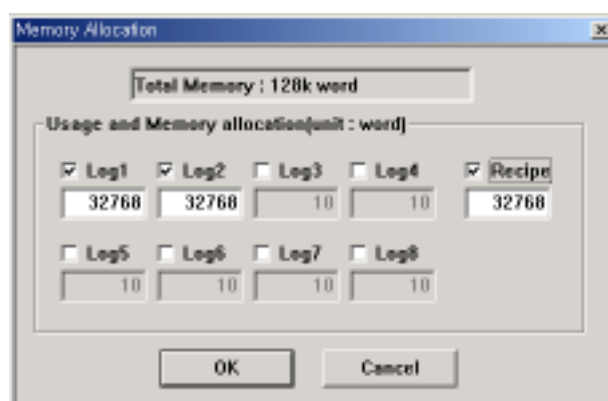 Memory Allocation
Total Memory : 128k word
Usage and Memory allocation(unit : word)
Log1 Log2 Log3 Log4 Recipe
32768 32768 10 10 32768
Log5 Log6 Log7 Log8
10 10 10 10
OK Cancel